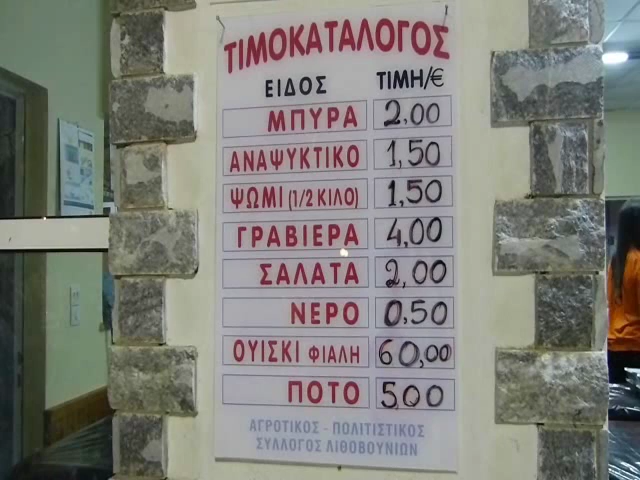 ΤΙΜΟΚΑΤΑΛΟΓΟΣ
ΕΙΔΟΣ ΤΙΜΗ/€
ΜΠΥΡΑ 2,00
ΑΝΑΨΥΚΤΙΚΟ 1,50
ΨΩΜΙ (1/2 ΚΙΛΟ) 1,50
ΓΡΑΒΙΕΡΑ 4,00
ΣΑΛΑΤΑ 2,00
ΝΕΡΟ 0,50
ΟΥΙΣΚΙ ΦΙΑΛΗ 60,00
ΠΟΤΟ 5,00
ΑΓΡΟΤΙΚΟΣ - ΠΟΛΙΤΙΣΤΙΚΟΣ
ΣΥΛΛΟΓΟΣ ΛΙΘΟΒΟΥΝΙΩΝ